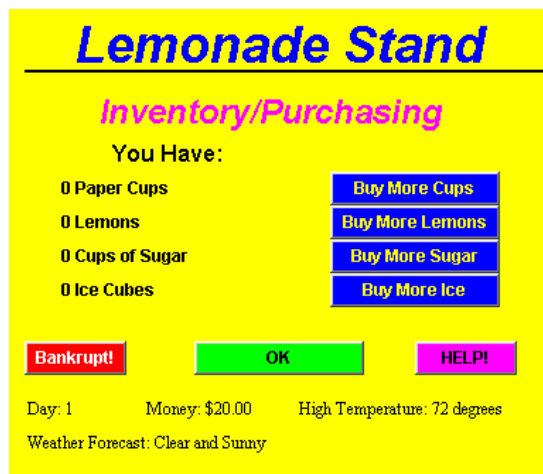 Lemonade Stand
Inventory/Purchasing
You Have:
0 Paper Cups Buy More Cups
0 Lemons Buy More Lemons
0 Cups of Sugar Buy More Sugar
0 Ice Cubes Buy More Ice
Bankrupt! OK HELP!
Day: 1 Money: $20.00 High Temperature: 72 degrees
Weather Forecast: Clear and Sunny